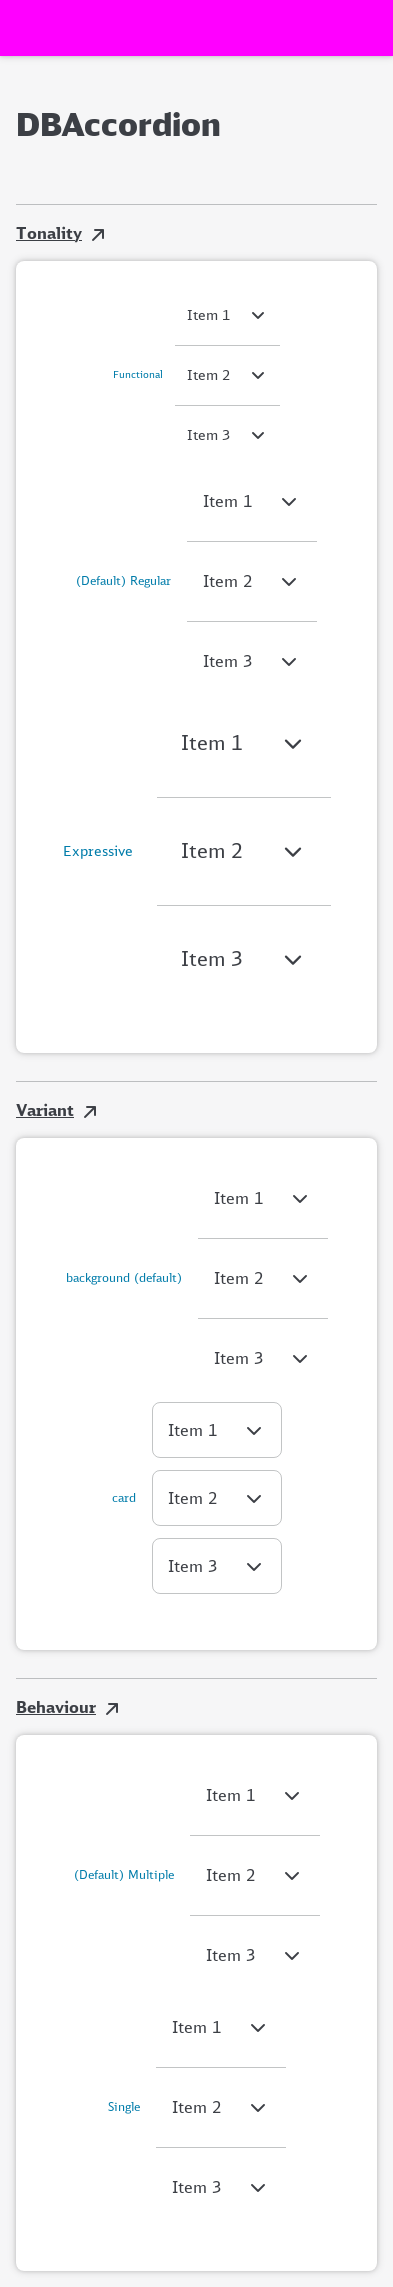 DBAccordion
Tonality
Item 1
Functional
Item 2
Item 3
Item 1
(Default) Regular
Item 2
Item 3
Item 1
Expressive
Item 2
Item 3
Variant
Item 1
background (default)
Item 2
Item 3
Item 1
card
Item 2
Item 3
Behaviour
Item 1
(Default) Multiple
Item 2
Item 3
Item 1
Single
Item 2
Item 3